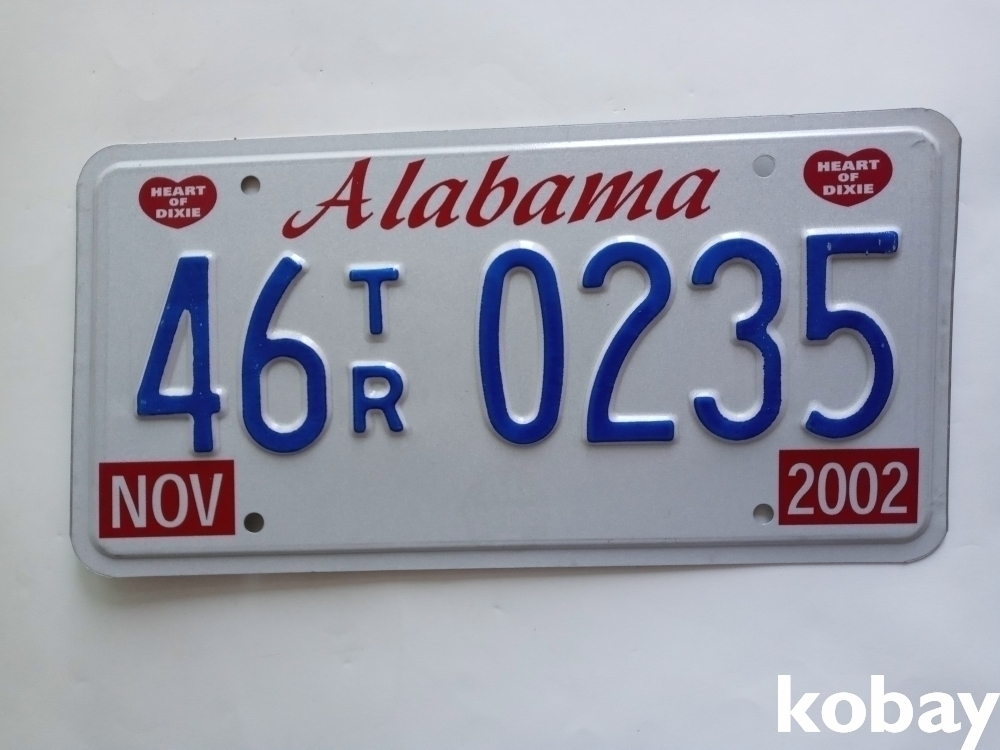 HEART
OF
DIXIE
Alabama
HEART
OF
DIXIE
46 TR 0235
NOV
2002
kobay